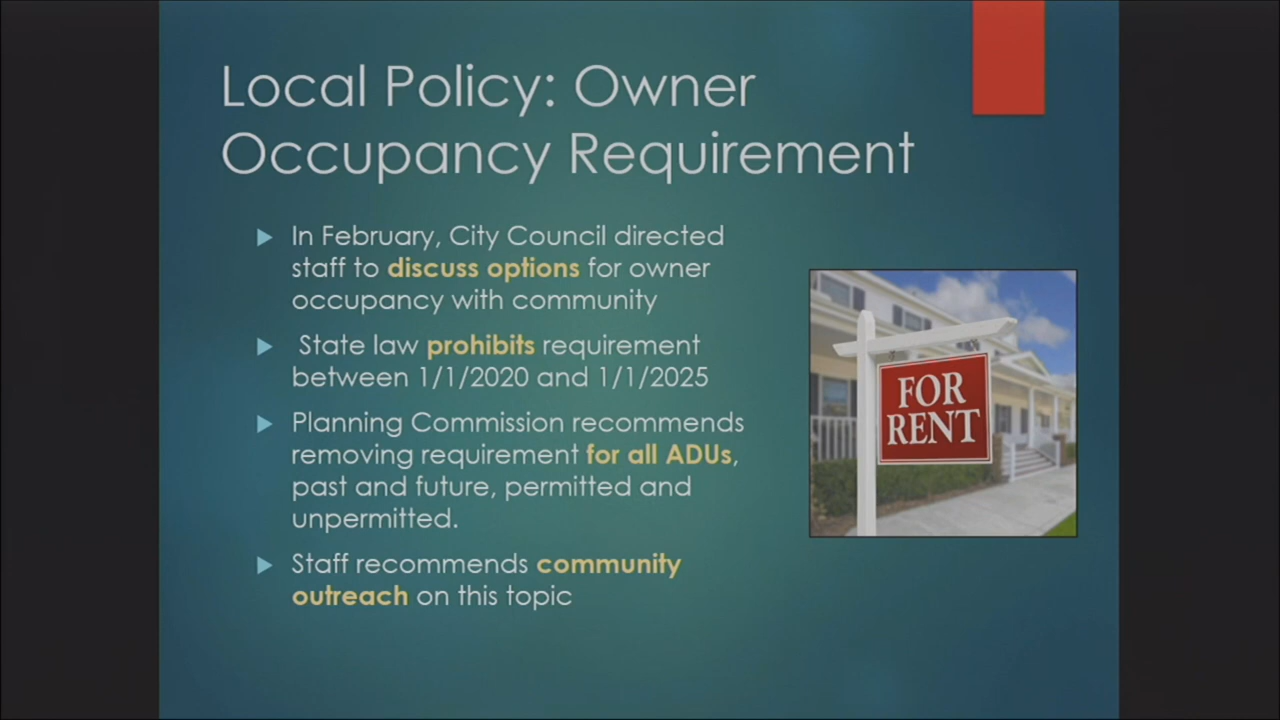 Local Policy: Owner
Occupancy Requirement
In February, City Council directed
staff to discuss options for owner
occupancy with community
State law prohibits requirement
between 1/1/2020 and 1/1/2025
Planning Commission recommends
removing requirement for all ADUs,
past and future, permitted and
unpermitted.
Staff recommends community
outreach on this topic
FOR
RENT